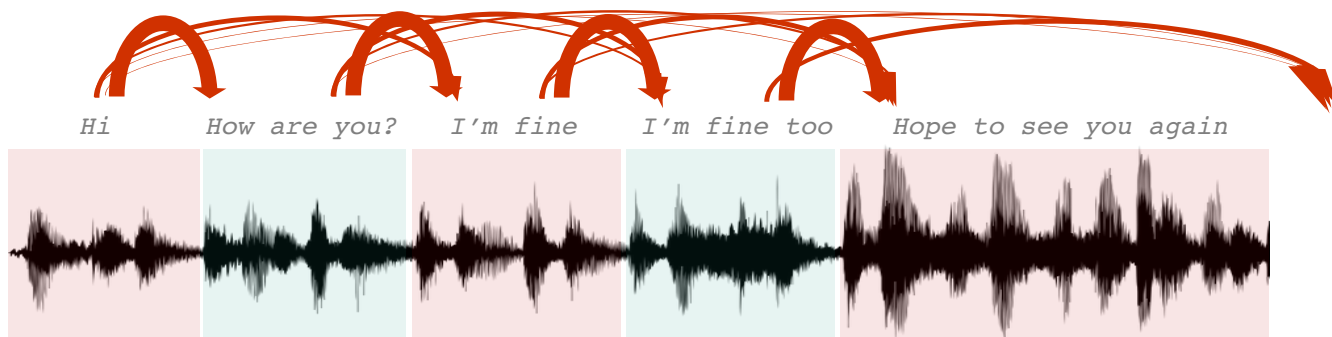 Hi How are you? I’m fine I’m fine too Hope to see you again